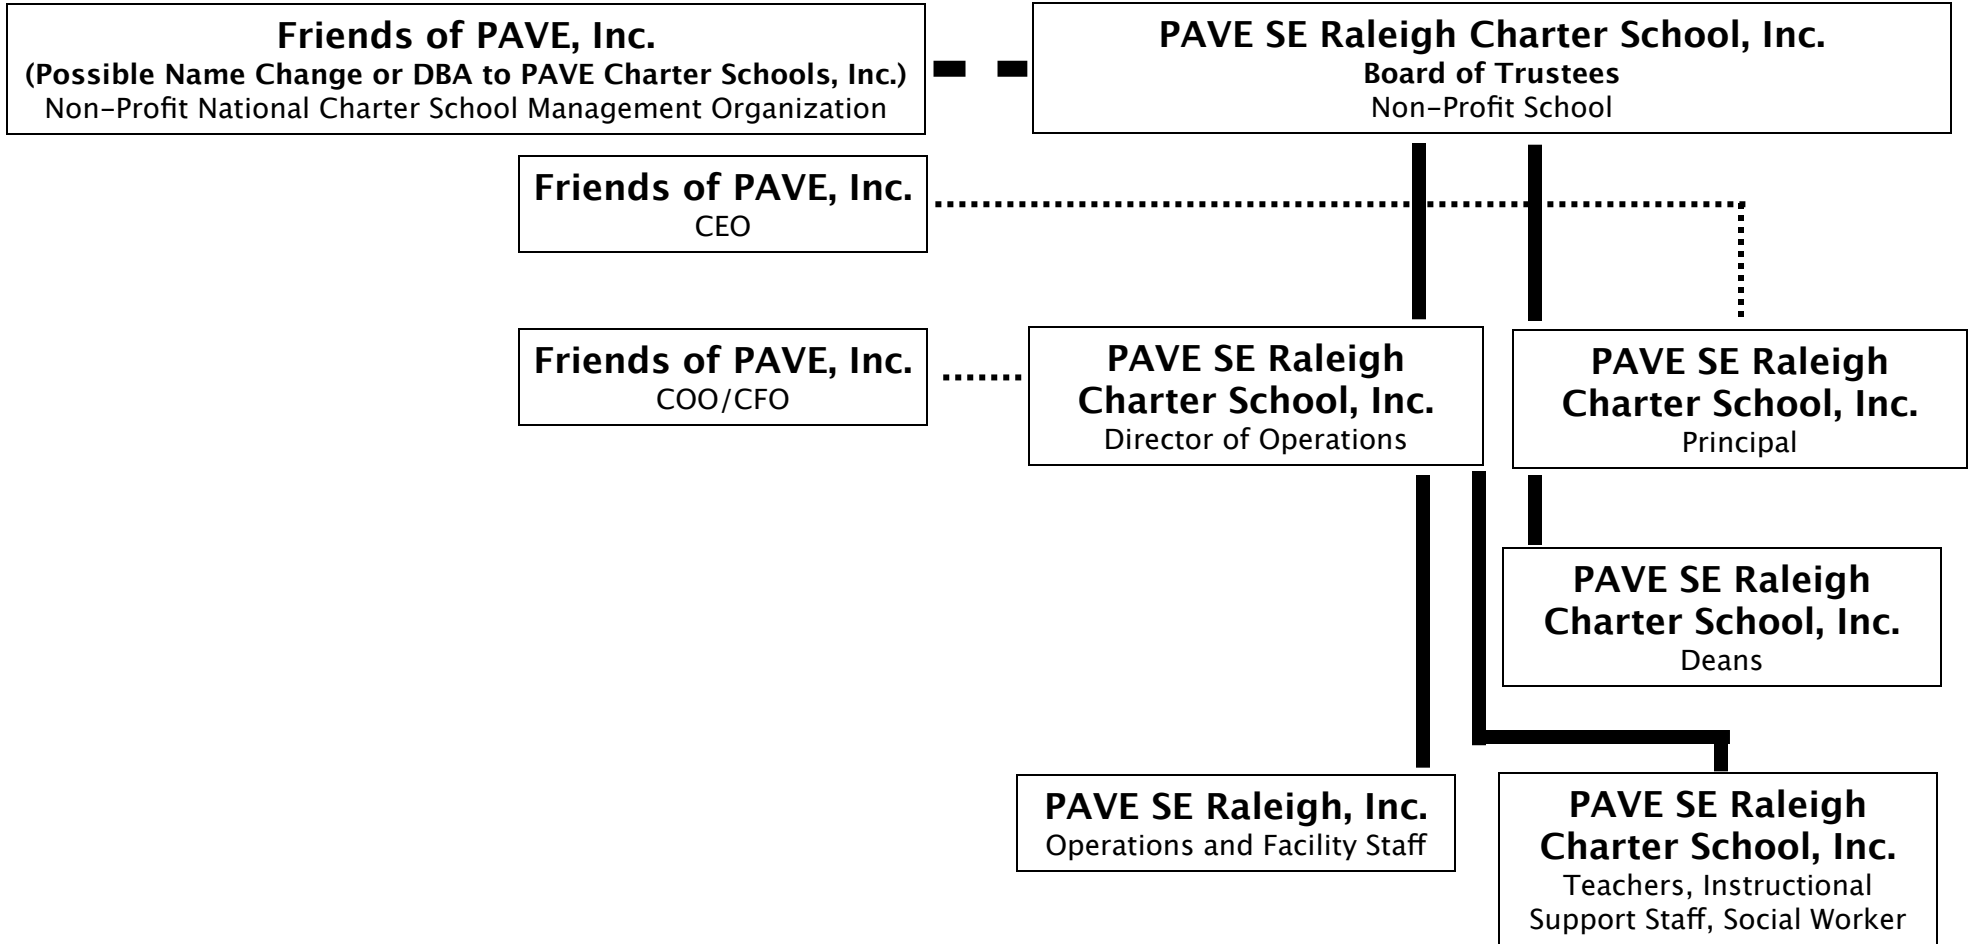 Friends of PAVE, Inc.
(Possible Name Change or DBA to PAVE Charter Schools, Inc.)
Non-Profit National Charter School Management Organization
PAVE SE Raleigh Charter School, Inc.
Board of Trustees
Non-Profit School
Friends of PAVE, Inc.
CEO
Friends of PAVE, Inc.
COO/CFO
PAVE SE Raleigh
Charter School, Inc.
Director of Operations
PAVE SE Raleigh
Charter School, Inc.
Principal
PAVE SE Raleigh
Charter School, Inc.
Deans
PAVE SE Raleigh, Inc.
Operations and Facility Staff
PAVE SE Raleigh
Charter School, Inc.
Teachers, Instructional
Support Staff, Social Worker